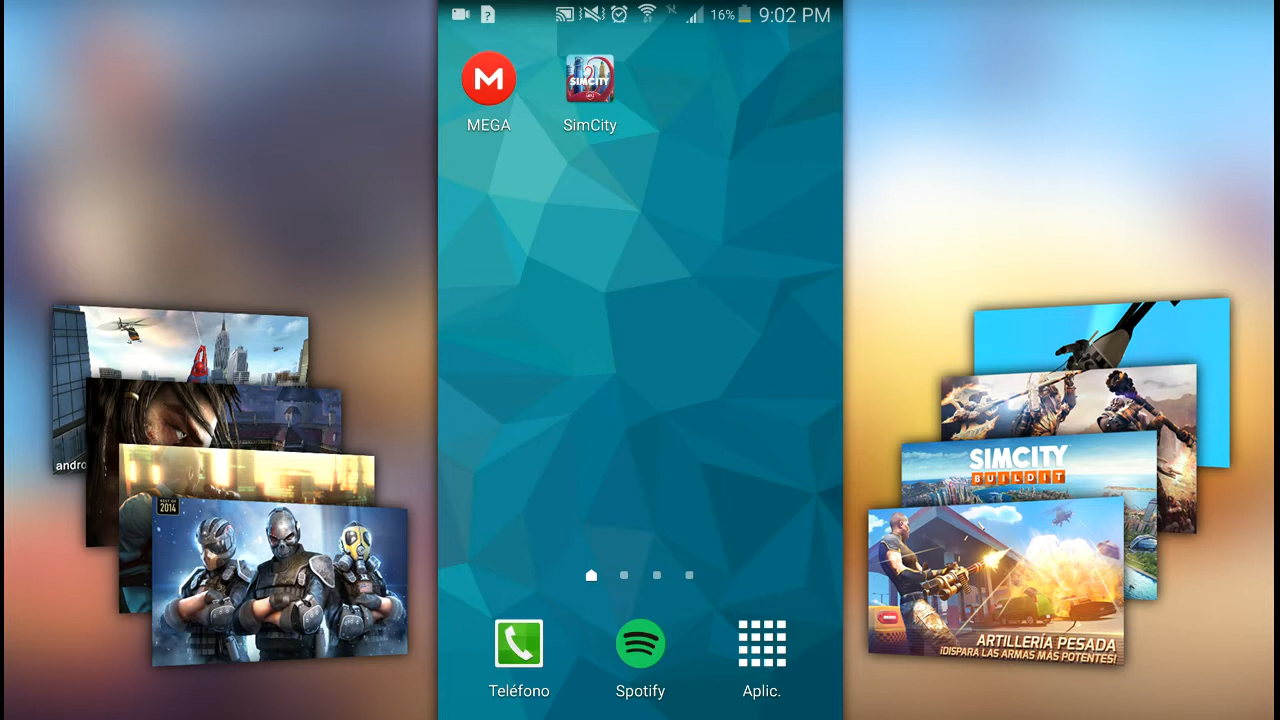 16% 9:02 PM
M
SIMCITY
MEGA
SimCity
andro
BEST OF
2014
SIMCITY
BUILDIT
ARTILLERÍA PESADA
¡DISPARA LAS ARMAS MÁS POTENTES!
Teléfono
Spotify
Aplic.